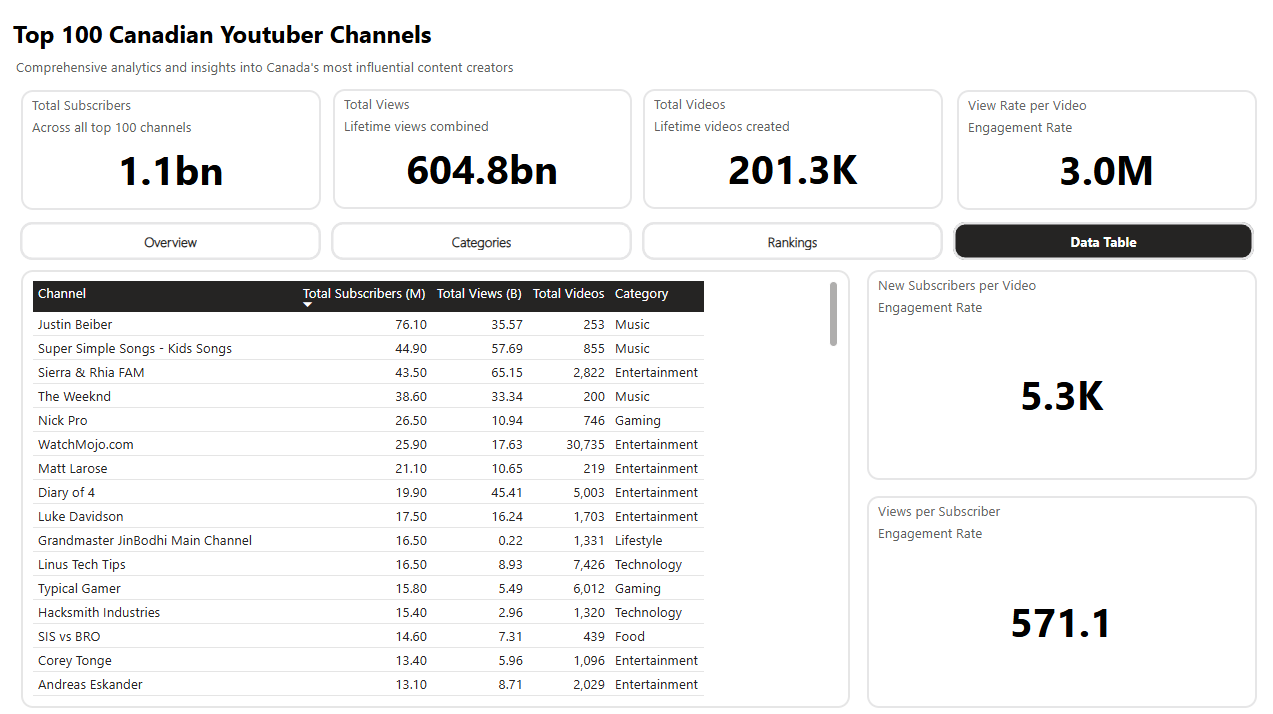 Top 100 Canadian Youtuber Channels
Comprehensive analytics and insights into Canada's most influential content creators
Total Subscribers
Across all top 100 channels
1.1bn
Total Views
Lifetime views combined
604.8bn
Total Videos
Lifetime videos created
201.3K
View Rate per Video
Engagement Rate
3.0M
Overview
Categories
Rankings
Data Table
Channel Total Subscribers (M) Total Views (B) Total Videos Category
Justin Beiber 76.10 35.57 253 Music
Super Simple Songs - Kids Songs 44.90 57.69 855 Music
Sierra & Rhia FAM 43.50 65.15 2,822 Entertainment
The Weeknd 38.60 33.34 200 Music
Nick Pro 26.50 10.94 746 Gaming
WatchMojo.com 25.90 17.63 30,735 Entertainment
Matt Larose 21.10 10.65 219 Entertainment
Diary of 4 19.90 45.41 5,003 Entertainment
Luke Davidson 17.50 16.24 1,703 Entertainment
Grandmaster JinBodhi Main Channel 16.50 0.22 1,331 Lifestyle
Linus Tech Tips 16.50 8.93 7,426 Technology
Typical Gamer 15.80 5.49 6,012 Gaming
Hacksmith Industries 15.40 2.96 1,320 Technology
SIS vs BRO 14.60 7.31 439 Food
Corey Tonge 13.40 5.96 1,096 Entertainment
Andreas Eskander 13.10 8.71 2,029 Entertainment
New Subscribers per Video
Engagement Rate
5.3K
Views per Subscriber
Engagement Rate
571.1